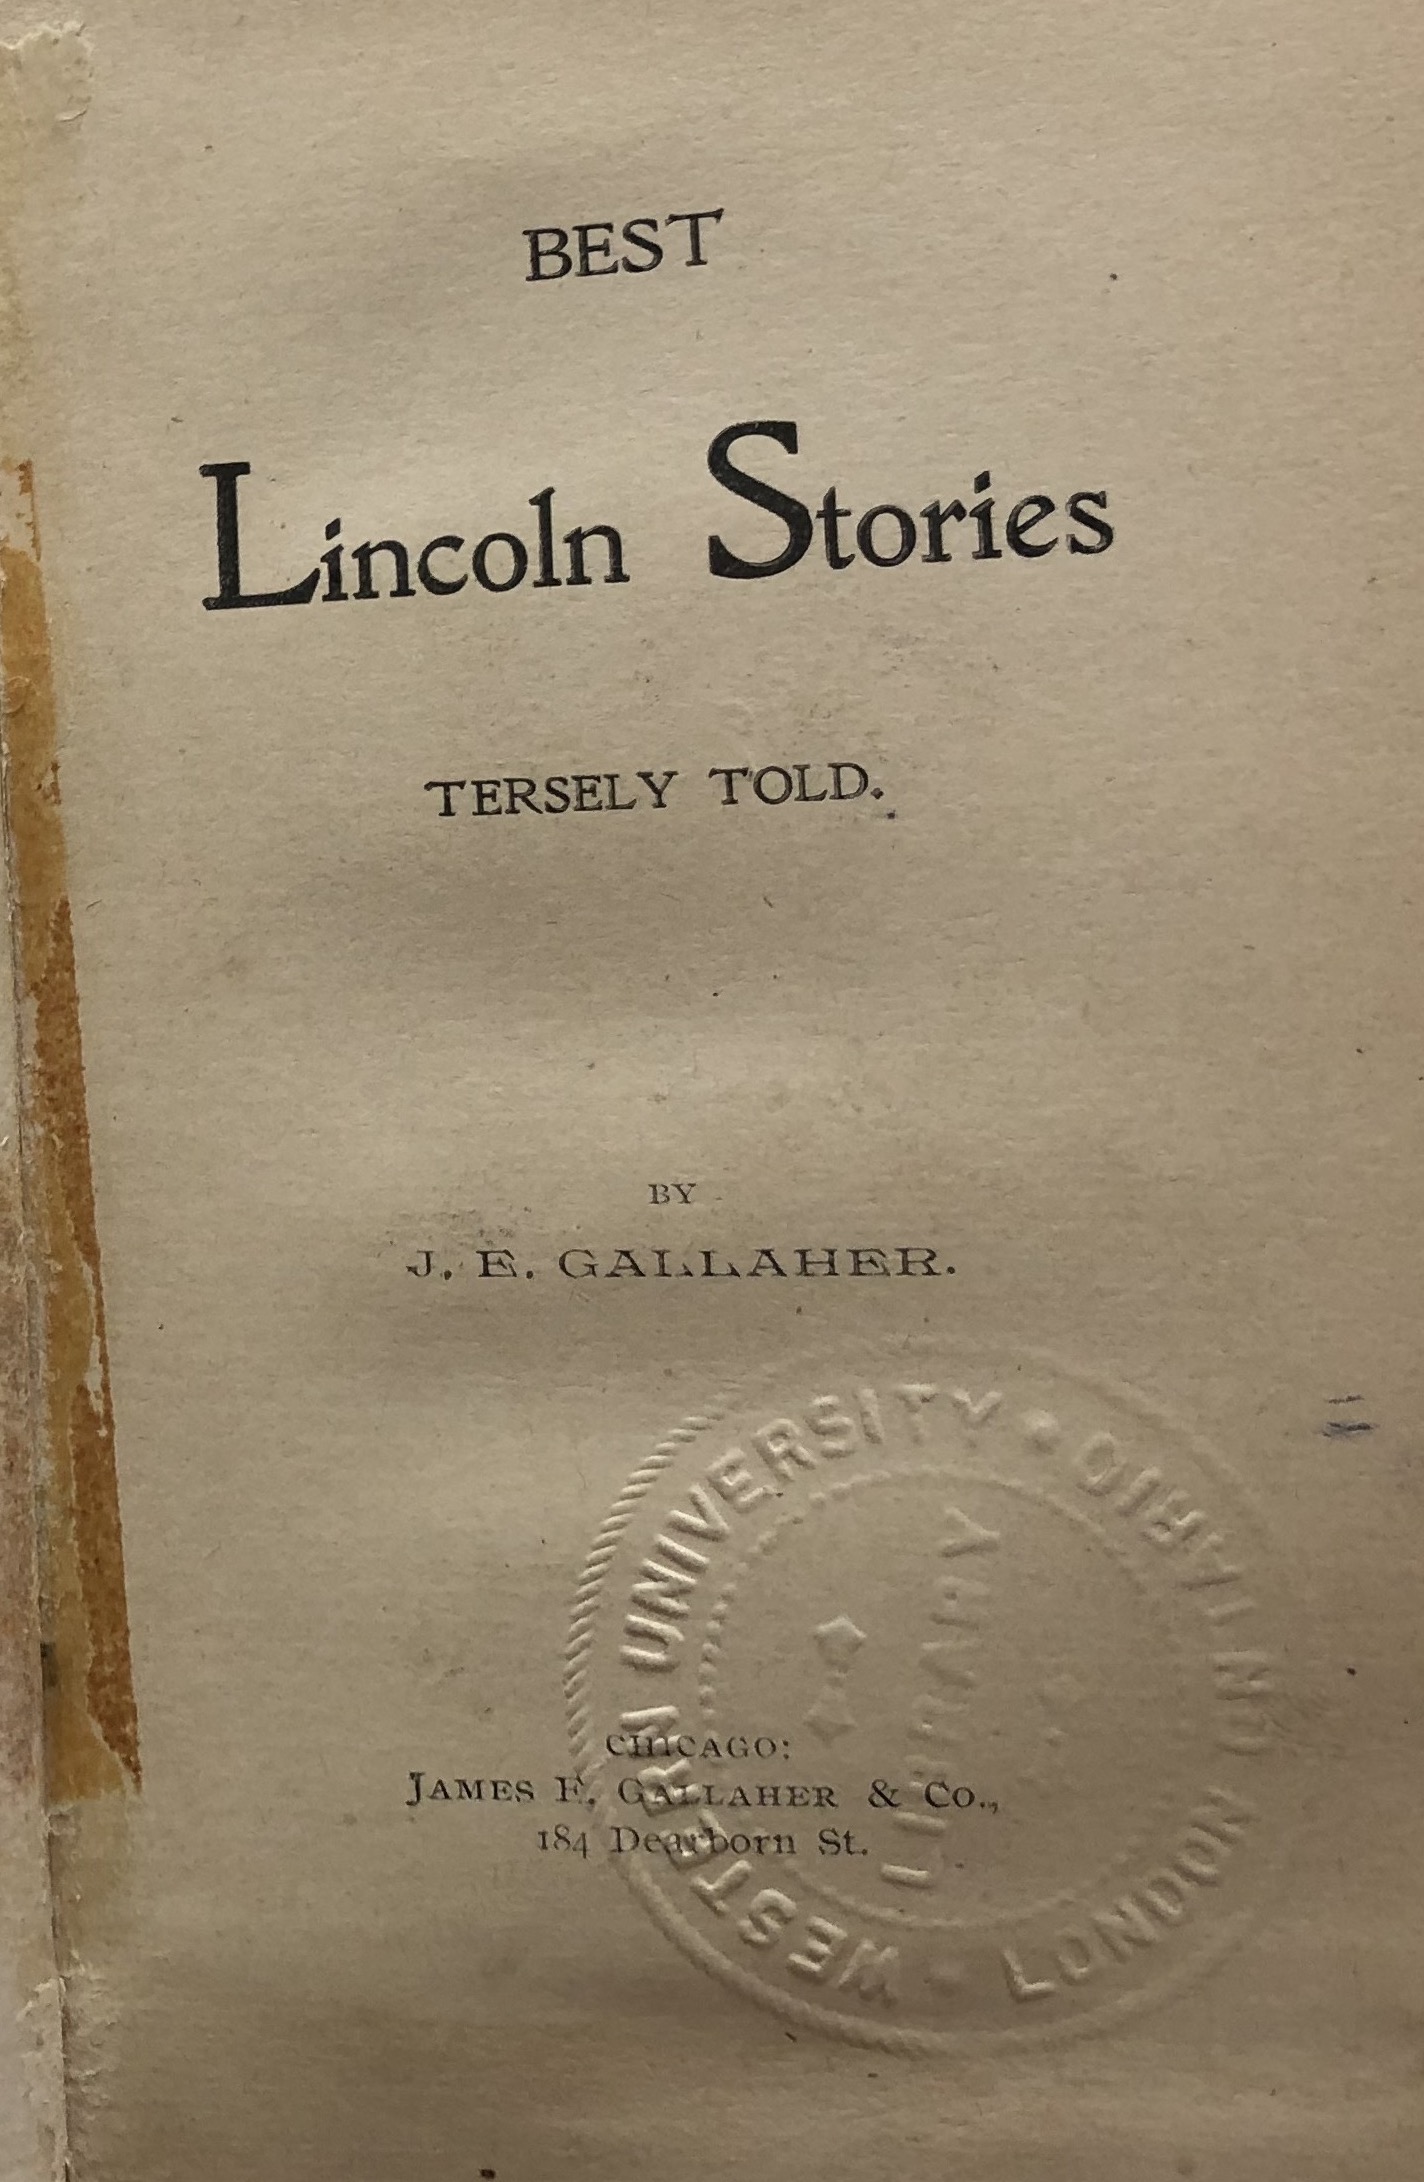 BEST
Lincoln Stories
TERSELY TOLD.
BY
J. E. GALLAHER.
CHICAGO:
JAMES E. GALLAHER & Co.,
184 Dearborn St.
WESTERN UNIVERSITY • LONDON ONTARIO •
LIBRARY